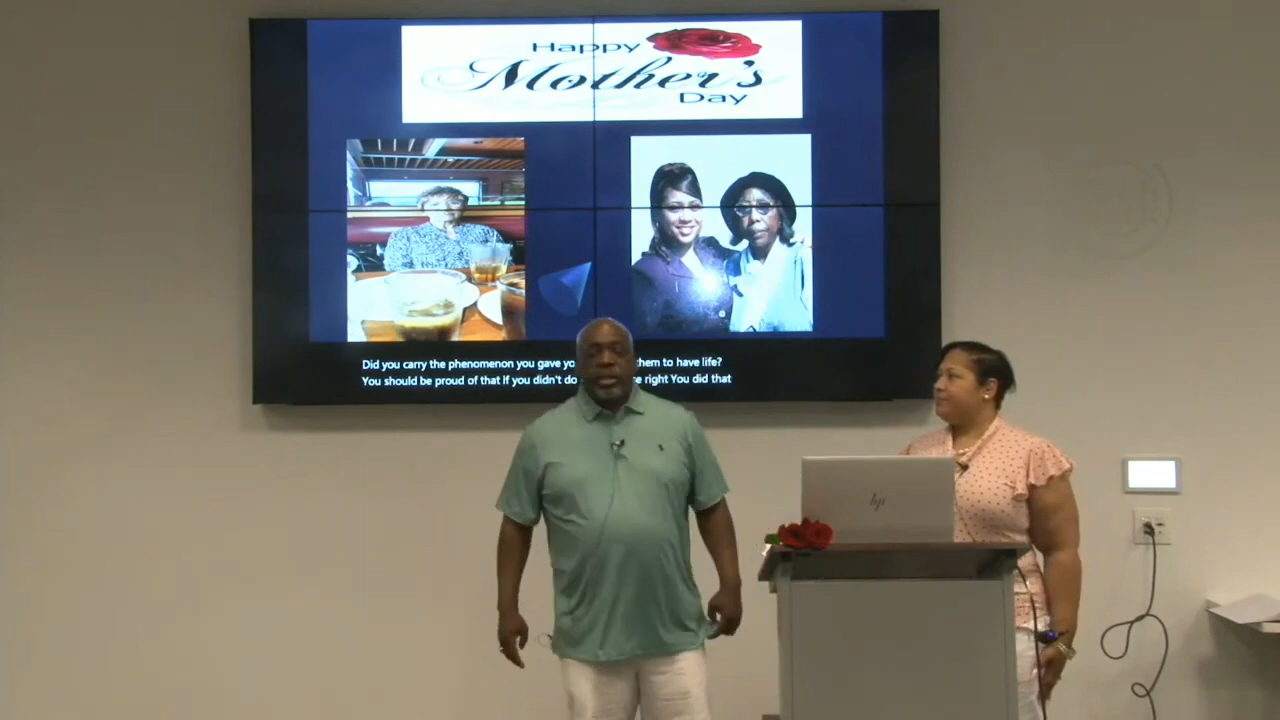 Happy
Mother's
Day
Did you carry the phenomenon you gave yo them to have life?
You should be proud of that If you didn't do e right You did that
hp